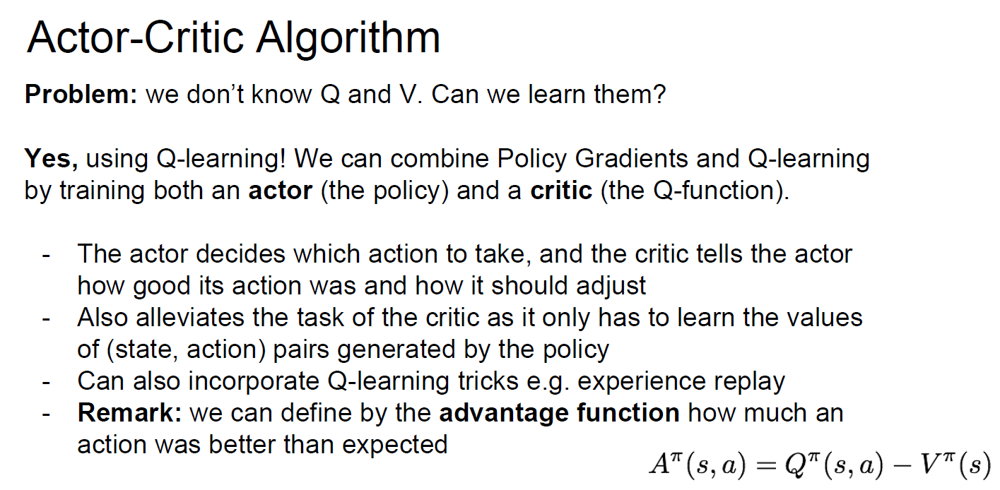 Actor-Critic Algorithm
Problem: we don't know Q and V. Can we learn them?
Yes, using Q-learning! We can combine Policy Gradients and Q-learning
by training both an actor (the policy) and a critic (the Q-function).
- The actor decides which action to take, and the critic tells the actor
how good its action was and how it should adjust
- Also alleviates the task of the critic as it only has to learn the values
of (state, action) pairs generated by the policy
- Can also incorporate Q-learning tricks e.g. experience replay
- Remark: we can define by the advantage function how much an
action was better than expected
A^π(s, a) = Q^π(s, a) − V^π(s)